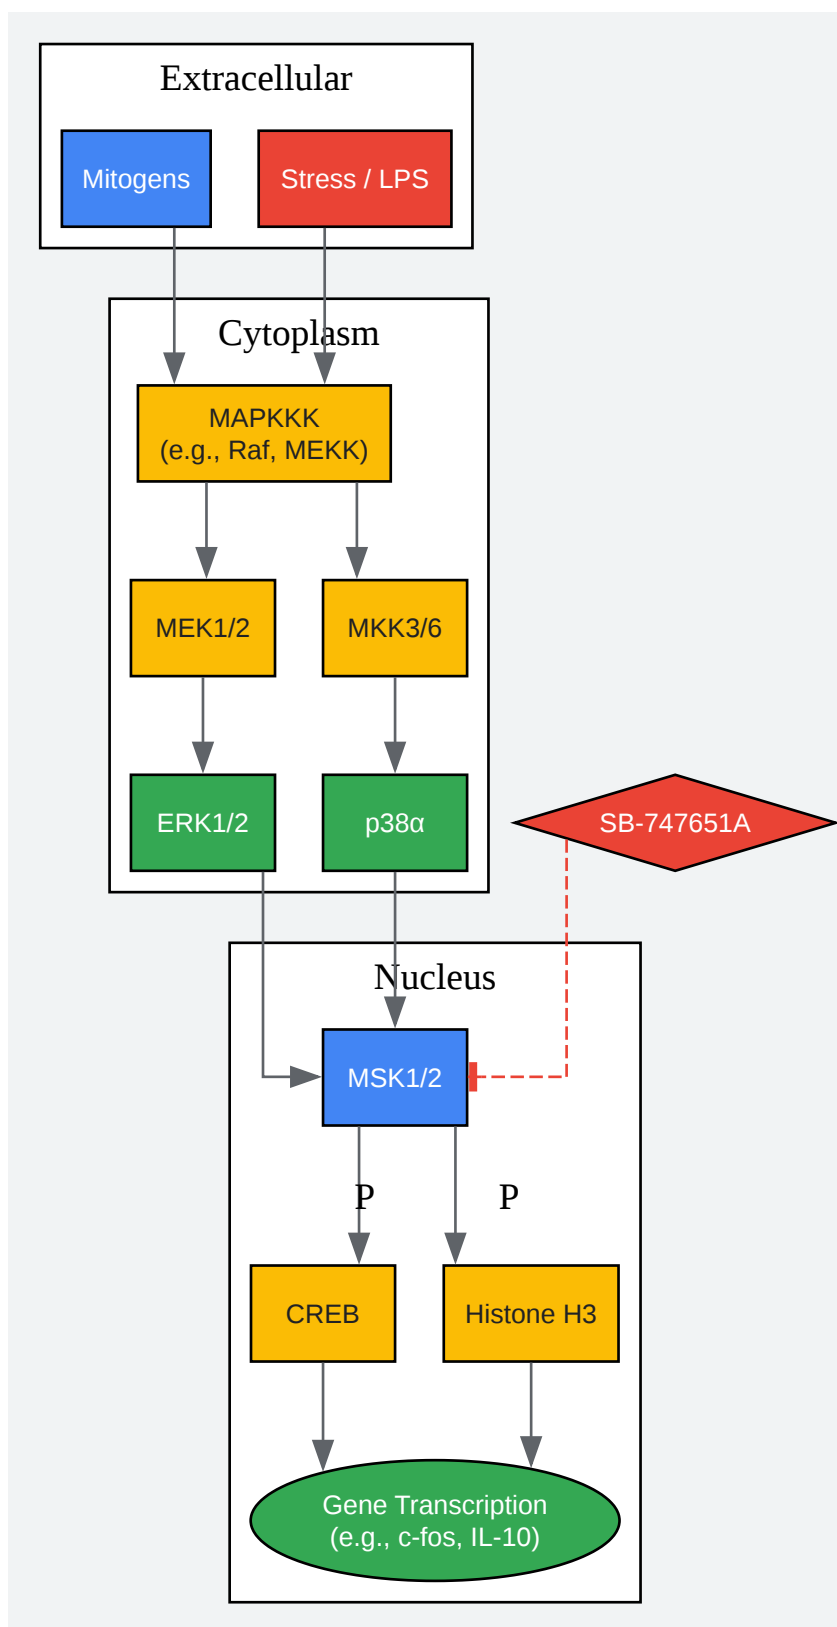 Extracellular
Mitogens
Stress / LPS
Cytoplasm
MAPKKK
(e.g., Raf, MEKK)
MEK1/2
MKK3/6
ERK1/2
p38α
SB-747651A
Nucleus
MSK1/2
P
P
CREB
Histone H3
Gene Transcription
(e.g., c-fos, IL-10)